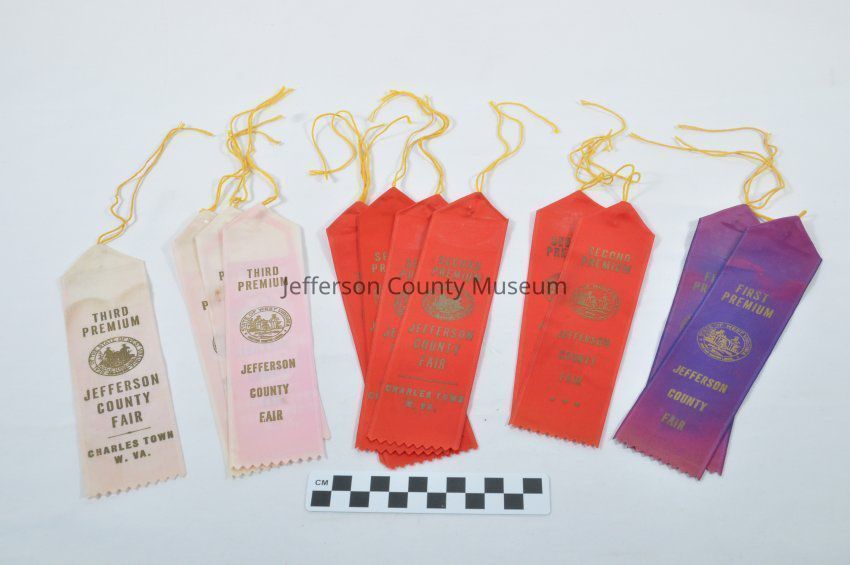 THIRD
PREMIUM
JEFFERSON
COUNTY
FAIR
CHARLES TOWN
W. VA.
THIRD
PREMIUM
JEFFERSON
COUNTY
FAIR
SECOND
PREMIUM
JEFFERSON
COUNTY
FAIR
CHARLES TOWN
W. VA.
SECOND
PREMIUM
JEFFERSON
COUNTY
FAIR
FIRST
PREMIUM
JEFFERSON
COUNTY
FAIR
Jefferson County Museum
CM